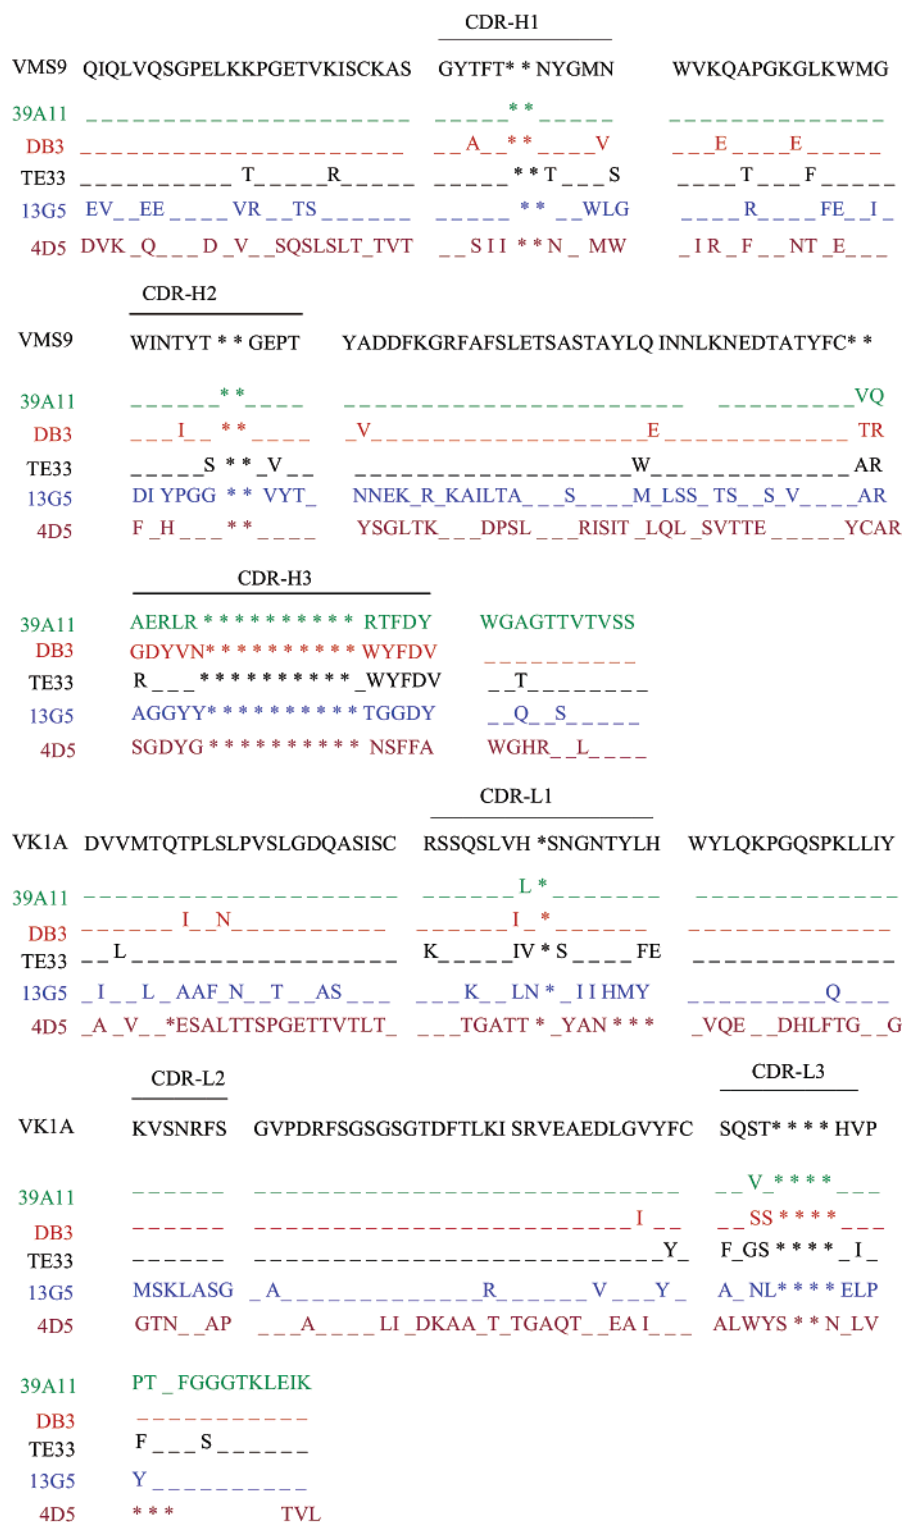 CDR-H1
VMS9 QIQLVQSGPELKKPGETVKISCKAS GYTFT* * NYGMN WVKQAPGKGLKWMG
39A11 _ _ _ _ _ _ _ _ _ _ _ _ _ _ _ _ _ _ _ _ _ _ _ _ _ _ _ _ _ _ * * _ _ _ _ _ _ _ _ _ _ _ _ _ _ _ _ _ _ _
DB3 _ _ _ _ _ _ _ _ _ _ _ _ _ _ _ _ _ _ _ _ _ _ _ _ _ _ _ A _ _ * * _ _ _ _ V _ _ _ E _ _ _ _ E _ _ _ _ _
TE33 _ _ _ _ _ _ _ _ _ _ _ _ T _ _ _ _ _ R _ _ _ _ _ _ _ _ _ _ _ * * T _ _ _ S _ _ _ _ T _ _ _ F _ _ _ _
13G5 EV _ _ EE _ _ _ _ _ VR _ _ TS _ _ _ _ _ _ _ _ _ _ _ * * _ _ WLG _ _ _ _ R _ _ _ _ FE _ _ I _
4D5 DVK _ Q _ _ _ D _ V _ _ SQSLSLT _ TVT _ _ S I I * * N _ MW _ I R _ F _ _ NT _ E _ _ _
CDR-H2
VMS9 WINTYT * * GEPT YADDFKGRFAFSLETSASTAYLQ INNLKNEDTATYFC* *
39A11 _ _ _ _ _ _ * * _ _ _ _ _ _ _ _ _ _ _ _ _ _ _ _ _ _ _ _ _ _ _ _ _ _ _ _ _ _ _ _ _ _ _ _ VQ
DB3 _ _ _ I _ _ * * _ _ _ _ _ V _ _ _ _ _ _ _ _ _ _ _ _ _ _ _ _ _ _ E _ _ _ _ _ _ _ _ _ _ _ _ TR
TE33 _ _ _ _ _ S * * _ V _ _ _ _ _ _ _ _ _ _ _ _ _ _ _ _ _ _ _ _ _ W _ _ _ _ _ _ _ _ _ _ _ _ AR
13G5 DI YPGG * * VYT _ NNEK _ R _ KAILTA _ _ _ S _ _ _ _ M _ LSS _ TS _ _ S _ V _ _ _ _ AR
4D5 F _ H _ _ _ * * _ _ _ _ YSGLTK _ _ _ DPSL _ _ _ RISIT _ LQL _ SVTTE _ _ _ _ _ YCAR
CDR-H3
39A11 AERLR * * * * * * * * * * RTFDY WGAGTTVTVSS
DB3 GDYVN* * * * * * * * * * WYFDV _ _ _ _ _ _ _ _ _ _
TE33 R _ _ _ * * * * * * * * * * _ WYFDV _ _ T _ _ _ _ _ _ _ _
13G5 AGGYY* * * * * * * * * * TGGDY _ _ Q _ _ S _ _ _ _ _
4D5 SGDYG * * * * * * * * * * NSFFA WGHR _ _ L _ _ _ _
CDR-L1
VK1A DVVMTQTPLSLPVSLGDQASISC RSSQSLVH *SNGNTYLH WYLQKPGQSPKLLIY
39A11 _ _ _ _ _ _ _ _ _ _ _ _ _ _ _ _ _ _ _ _ _ _ _ _ _ _ _ _ _ _ L * _ _ _ _ _ _ _ _ _ _ _ _ _ _ _ _ _ _ _ _ _ _
DB3 _ _ _ _ _ _ I _ _ N _ _ _ _ _ _ _ _ _ _ _ _ _ _ _ _ _ _ _ I _ * _ _ _ _ _ _ _ _ _ _ _ _ _ _ _ _ _ _ _ _ _
TE33 _ _ L _ _ _ _ _ _ _ _ _ _ _ _ _ _ _ _ _ _ _ _ K _ _ _ _ _ IV * S _ _ _ _ FE _ _ _ _ _ _ _ _ _ _ _ _ _ _ _
13G5 _ I _ _ L _ AAF _ N _ _ T _ _ AS _ _ _ _ _ _ K _ _ LN * _ I I HMY _ _ _ _ _ _ _ _ _ Q _ _ _
4D5 _ A _ V _ _ *ESALTTSPGETTVTLT _ _ _ _ TGATT * _ YAN * * * _ VQE _ _ DHLFTG _ _ G
CDR-L2 CDR-L3
VK1A KVSNRFS GVPDRFSGSGSGTDFTLKI SRVEAEDLGVYFC SQST* * * * HVP
39A11 _ _ _ _ _ _ _ _ _ _ _ _ _ _ _ _ _ _ _ _ _ _ _ _ _ _ _ _ _ _ _ _ _ _ _ _ V _ * * * * _ _ _
DB3 _ _ _ _ _ _ _ _ _ _ _ _ _ _ _ _ _ _ _ _ _ _ _ _ _ _ _ _ _ _ I _ _ _ _ SS * * * * _ _ _
TE33 _ _ _ _ _ _ _ _ _ _ _ _ _ _ _ _ _ _ _ _ _ _ _ _ _ _ _ _ _ _ _ Y _ F _ GS * * * * _ I _
13G5 MSKLASG _ A _ _ _ _ _ _ _ _ _ _ _ R _ _ _ _ _ V _ _ _ Y _ A _ NL* * * * ELP
4D5 GTN _ _ AP _ _ _ A _ _ _ _ LI _ DKAA _ T _ TGAQT _ _ EA I _ _ _ ALWYS * * N _ LV
39A11 PT _ FGGGTKLEIK
DB3 _ _ _ _ _ _ _ _ _ _ _ _
TE33 F _ _ _ S _ _ _ _ _ _
13G5 Y _ _ _ _ _ _ _ _ _ _
4D5 * * * TVL